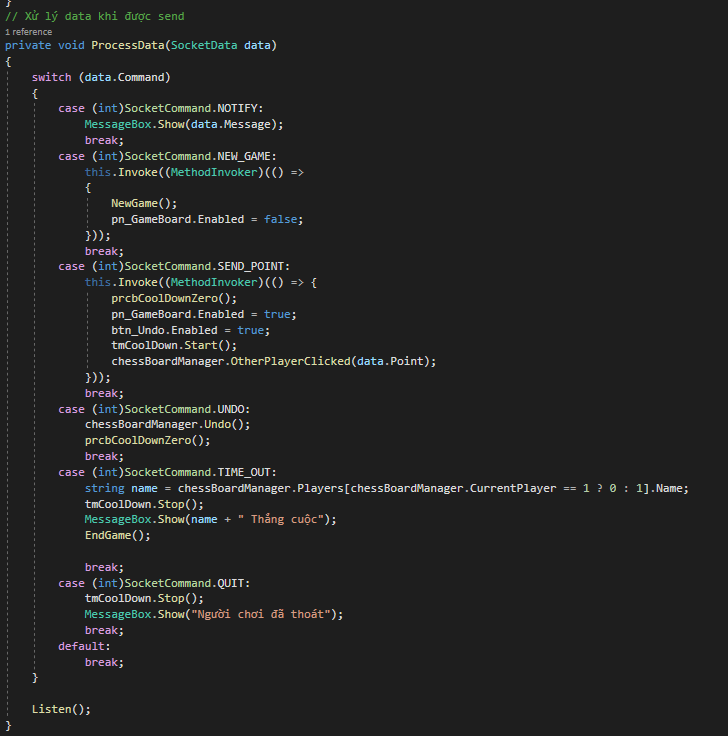 }
// Xử lý data khi được send
1 reference
private void ProcessData(SocketData data)
{
    switch (data.Command)
    {
        case (int)SocketCommand.NOTIFY:
            MessageBox.Show(data.Message);
            break;
        case (int)SocketCommand.NEW_GAME:
            this.Invoke((MethodInvoker)(() =>
            {
                NewGame();
                pn_GameBoard.Enabled = false;
            }));
            break;
        case (int)SocketCommand.SEND_POINT:
            this.Invoke((MethodInvoker)(() => {
                prcbCoolDownZero();
                pn_GameBoard.Enabled = true;
                btn_Undo.Enabled = true;
                tmCoolDown.Start();
                chessBoardManager.OtherPlayerClicked(data.Point);
            }));
            break;
        case (int)SocketCommand.UNDO:
            chessBoardManager.Undo();
            prcbCoolDownZero();
            break;
        case (int)SocketCommand.TIME_OUT:
            string name = chessBoardManager.Players[chessBoardManager.CurrentPlayer == 1 ? 0 : 1].Name;
            tmCoolDown.Stop();
            MessageBox.Show(name + " Thắng cuộc");
            EndGame();

            break;
        case (int)SocketCommand.QUIT:
            tmCoolDown.Stop();
            MessageBox.Show("Người chơi đã thoát");
            break;
        default:
            break;
    }

    Listen();
}